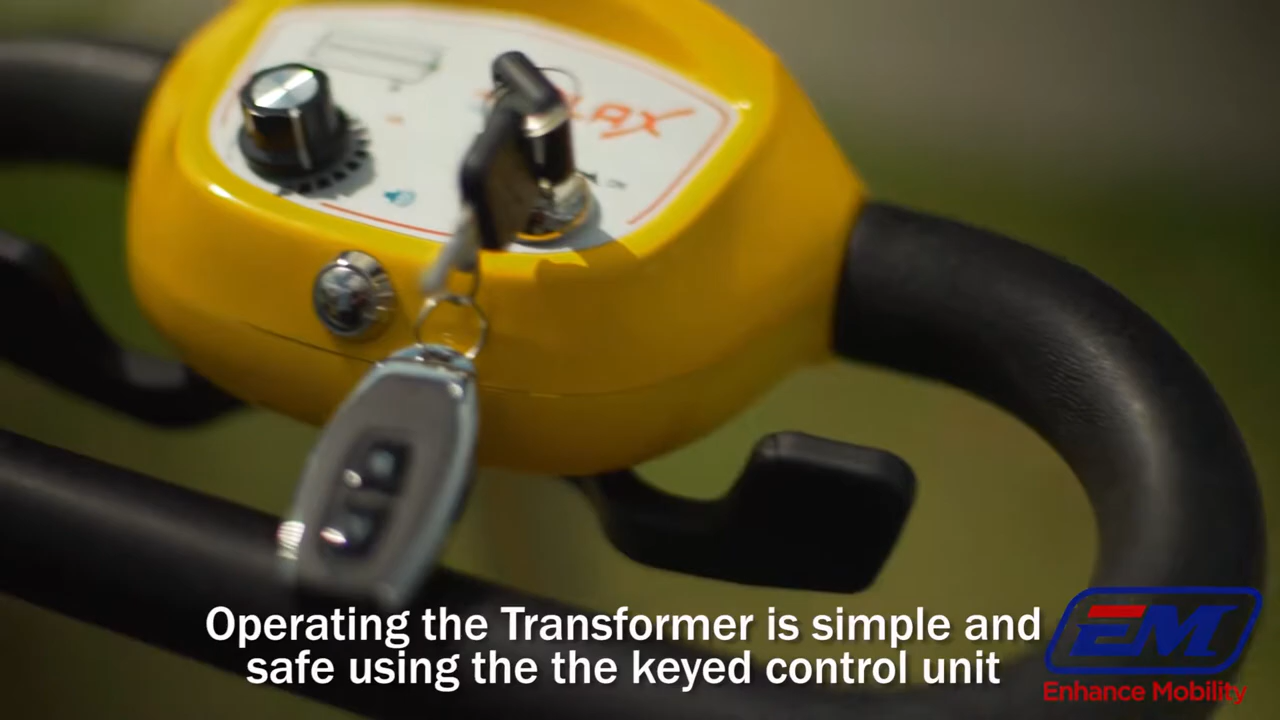 Operating the Transformer is simple and
safe using the the keyed control unit
EM
Enhance Mobility